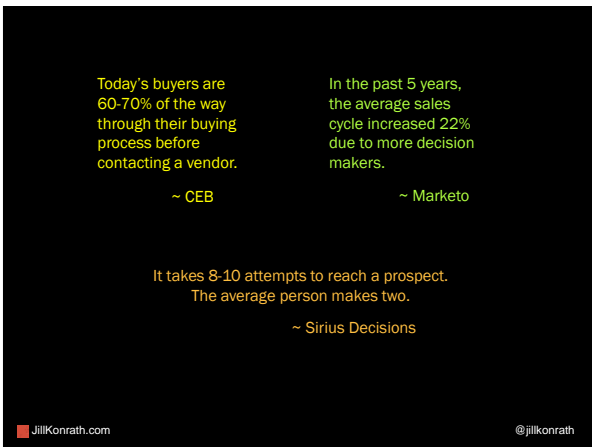 Today's buyers are
60-70% of the way
through their buying
process before
contacting a vendor.
~ CEB
In the past 5 years,
the average sales
cycle increased 22%
due to more decision
makers.
~ Marketo
It takes 8-10 attempts to reach a prospect.
The average person makes two.
~ Sirius Decisions
JillKonrath.com
@jillkonrath